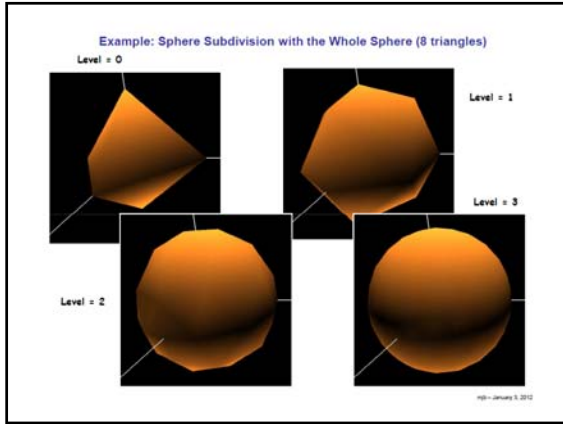 Example: Sphere Subdivision with the Whole Sphere (8 triangles)
Level = 0
Level = 1
Level = 3
Level = 2
mjb – January 3, 2012